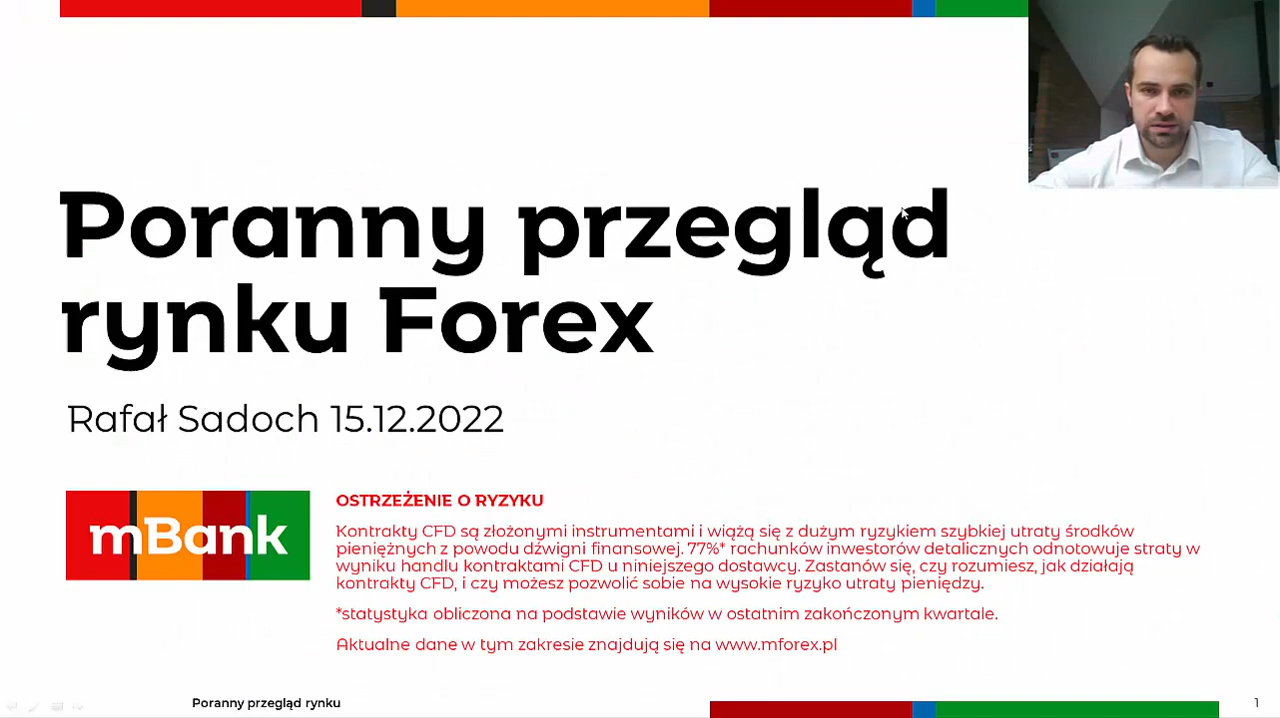 Poranny przegląd
rynku Forex
Rafał Sadoch 15.12.2022
mBank
OSTRZEŻENIE O RYZYKU
Kontrakty CFD są złożonymi instrumentami i wiążą się z dużym ryzykiem szybkiej utraty środków
pieniężnych z powodu dźwigni finansowej. 77%* rachunków inwestorów detalicznych odnotowuje straty w
wyniku handlu kontraktami CFD u niniejszego dostawcy. Zastanów się, czy rozumiesz, jak działają
kontrakty CFD, i czy możesz pozwolić sobie na wysokie ryzyko utraty pieniędzy.
*statystyka obliczona na podstawie wyników w ostatnim zakończonym kwartale.
Aktualne dane w tym zakresie znajdują się na www.mforex.pl
Poranny przegląd rynku
1